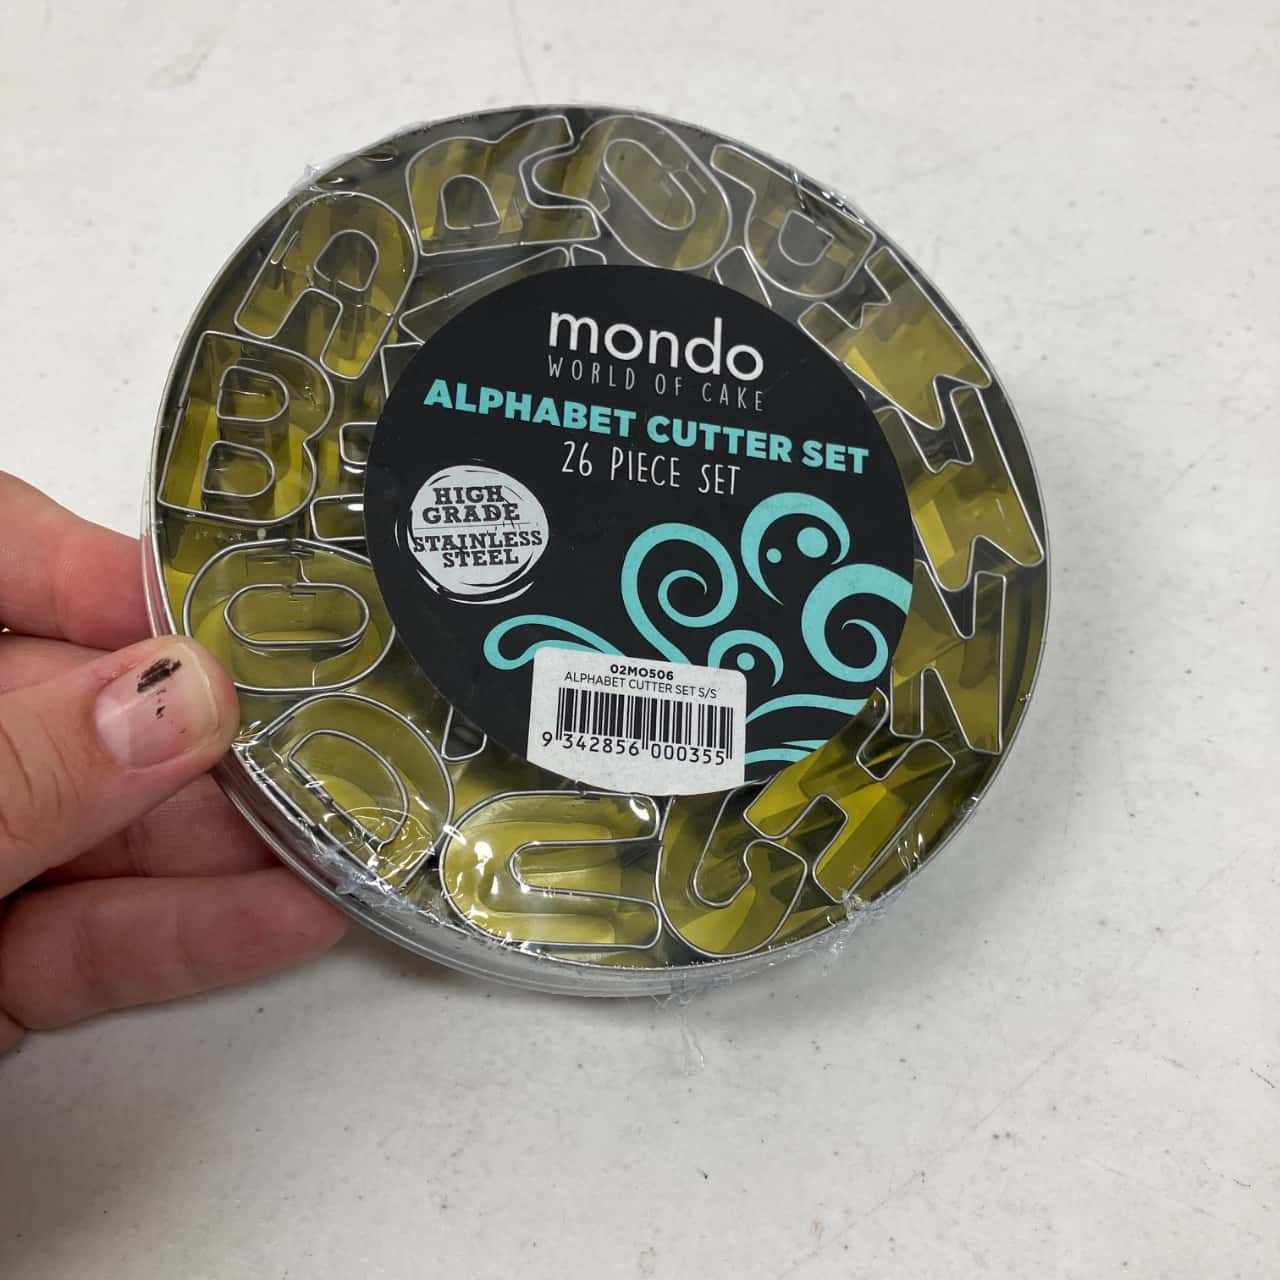 mondo
WORLD OF CAKE
ALPHABET CUTTER SET
26 PIECE SET
HIGH
GRADE
STAINLESS
STEEL
02MO506
ALPHABET CUTTER SET S/S
9 342856 000355